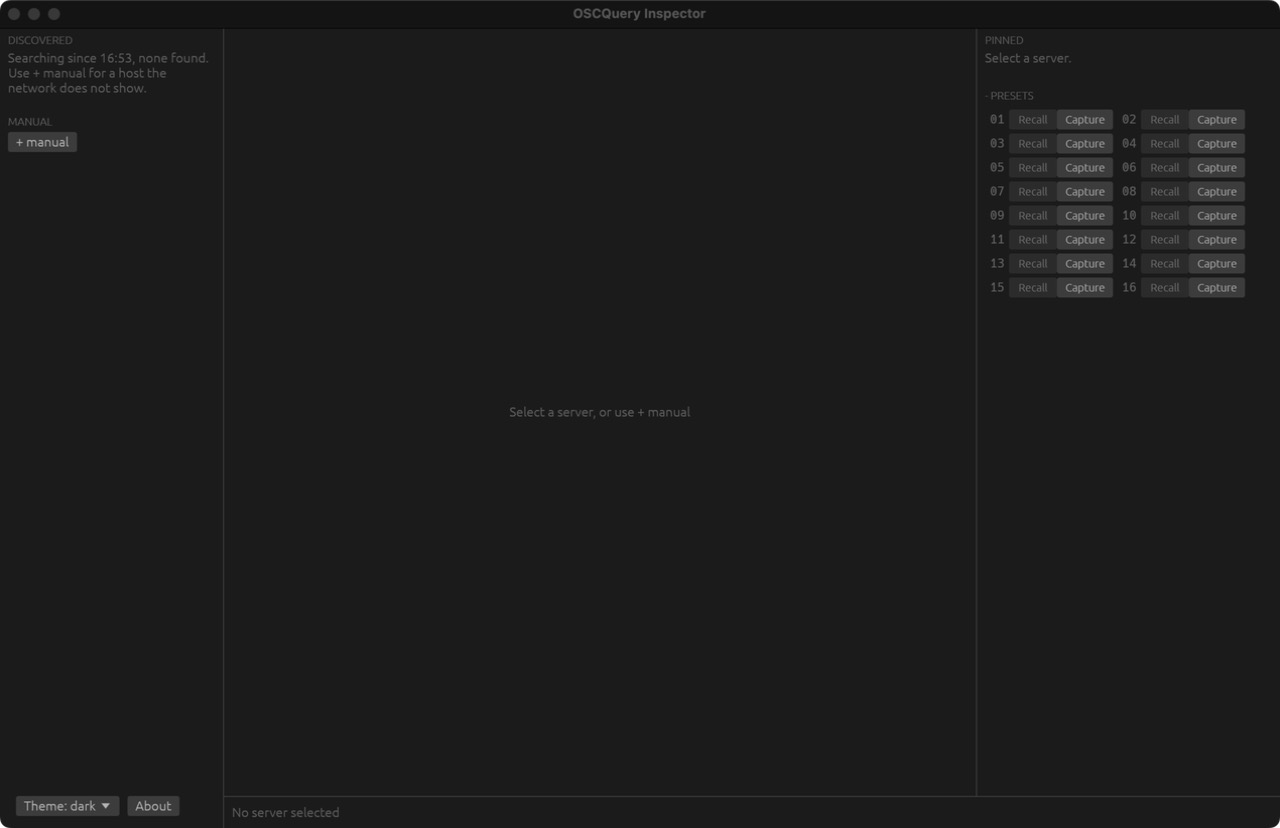 OSCQuery Inspector
DISCOVERED
Searching since 16:53, none found.
Use + manual for a host the
network does not show.
MANUAL
+ manual
Theme: dark
About
Select a server, or use + manual
No server selected
PINNED
Select a server.
- PRESETS
01 Recall Capture 02 Recall Capture
03 Recall Capture 04 Recall Capture
05 Recall Capture 06 Recall Capture
07 Recall Capture 08 Recall Capture
09 Recall Capture 10 Recall Capture
11 Recall Capture 12 Recall Capture
13 Recall Capture 14 Recall Capture
15 Recall Capture 16 Recall Capture